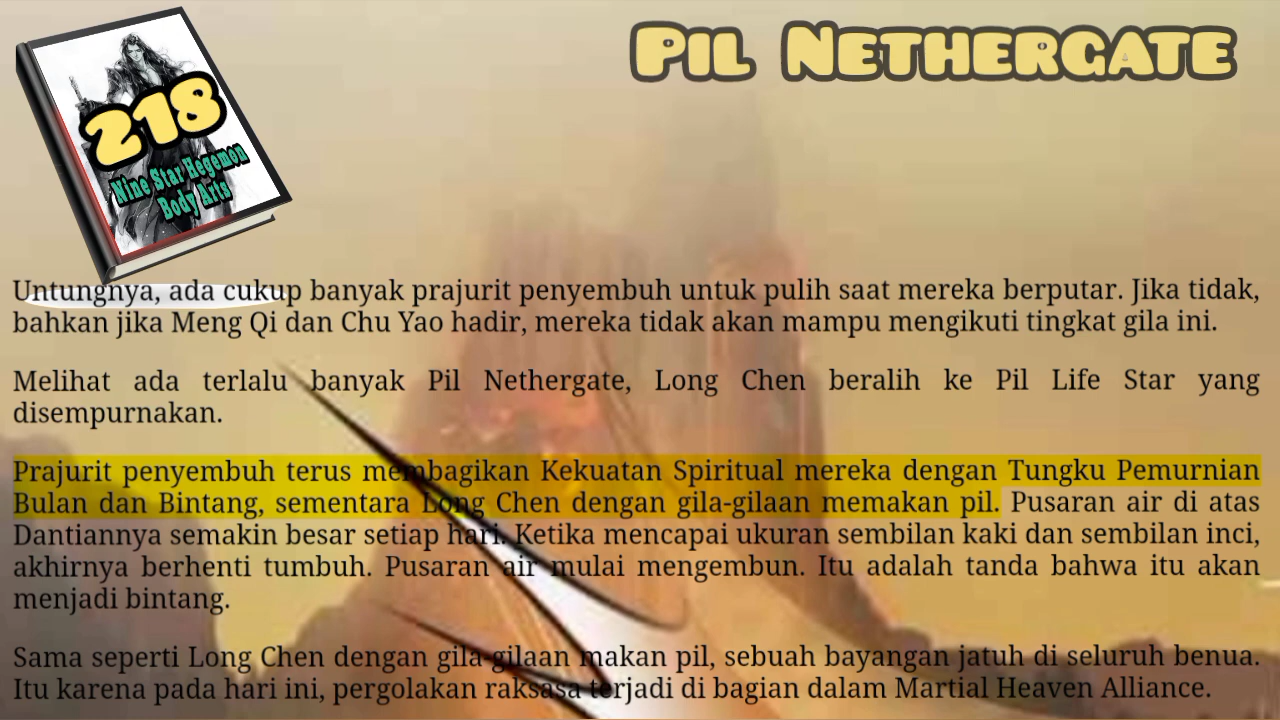 Pil Nethergate
218
Nine Star Hegemon
Body Arts
Untungnya, ada cukup banyak prajurit penyembuh untuk pulih saat mereka berputar. Jika tidak,
bahkan jika Meng Qi dan Chu Yao hadir, mereka tidak akan mampu mengikuti tingkat gila ini.
Melihat ada terlalu banyak Pil Nethergate, Long Chen beralih ke Pil Life Star yang
disempurnakan.
Prajurit penyembuh terus membagikan Kekuatan Spiritual mereka dengan Tungku Pemurnian
Bulan dan Bintang, sementara Long Chen dengan gila-gilaan memakan pil. Pusaran air di atas
Dantiannya semakin besar setiap hari. Ketika mencapai ukuran sembilan kaki dan sembilan inci,
akhirnya berhenti tumbuh. Pusaran air mulai mengembun. Itu adalah tanda bahwa itu akan
menjadi bintang.
Sama seperti Long Chen dengan gila-gilaan makan pil, sebuah bayangan jatuh di seluruh benua.
Itu karena pada hari ini, pergolakan raksasa terjadi di bagian dalam Martial Heaven Alliance.